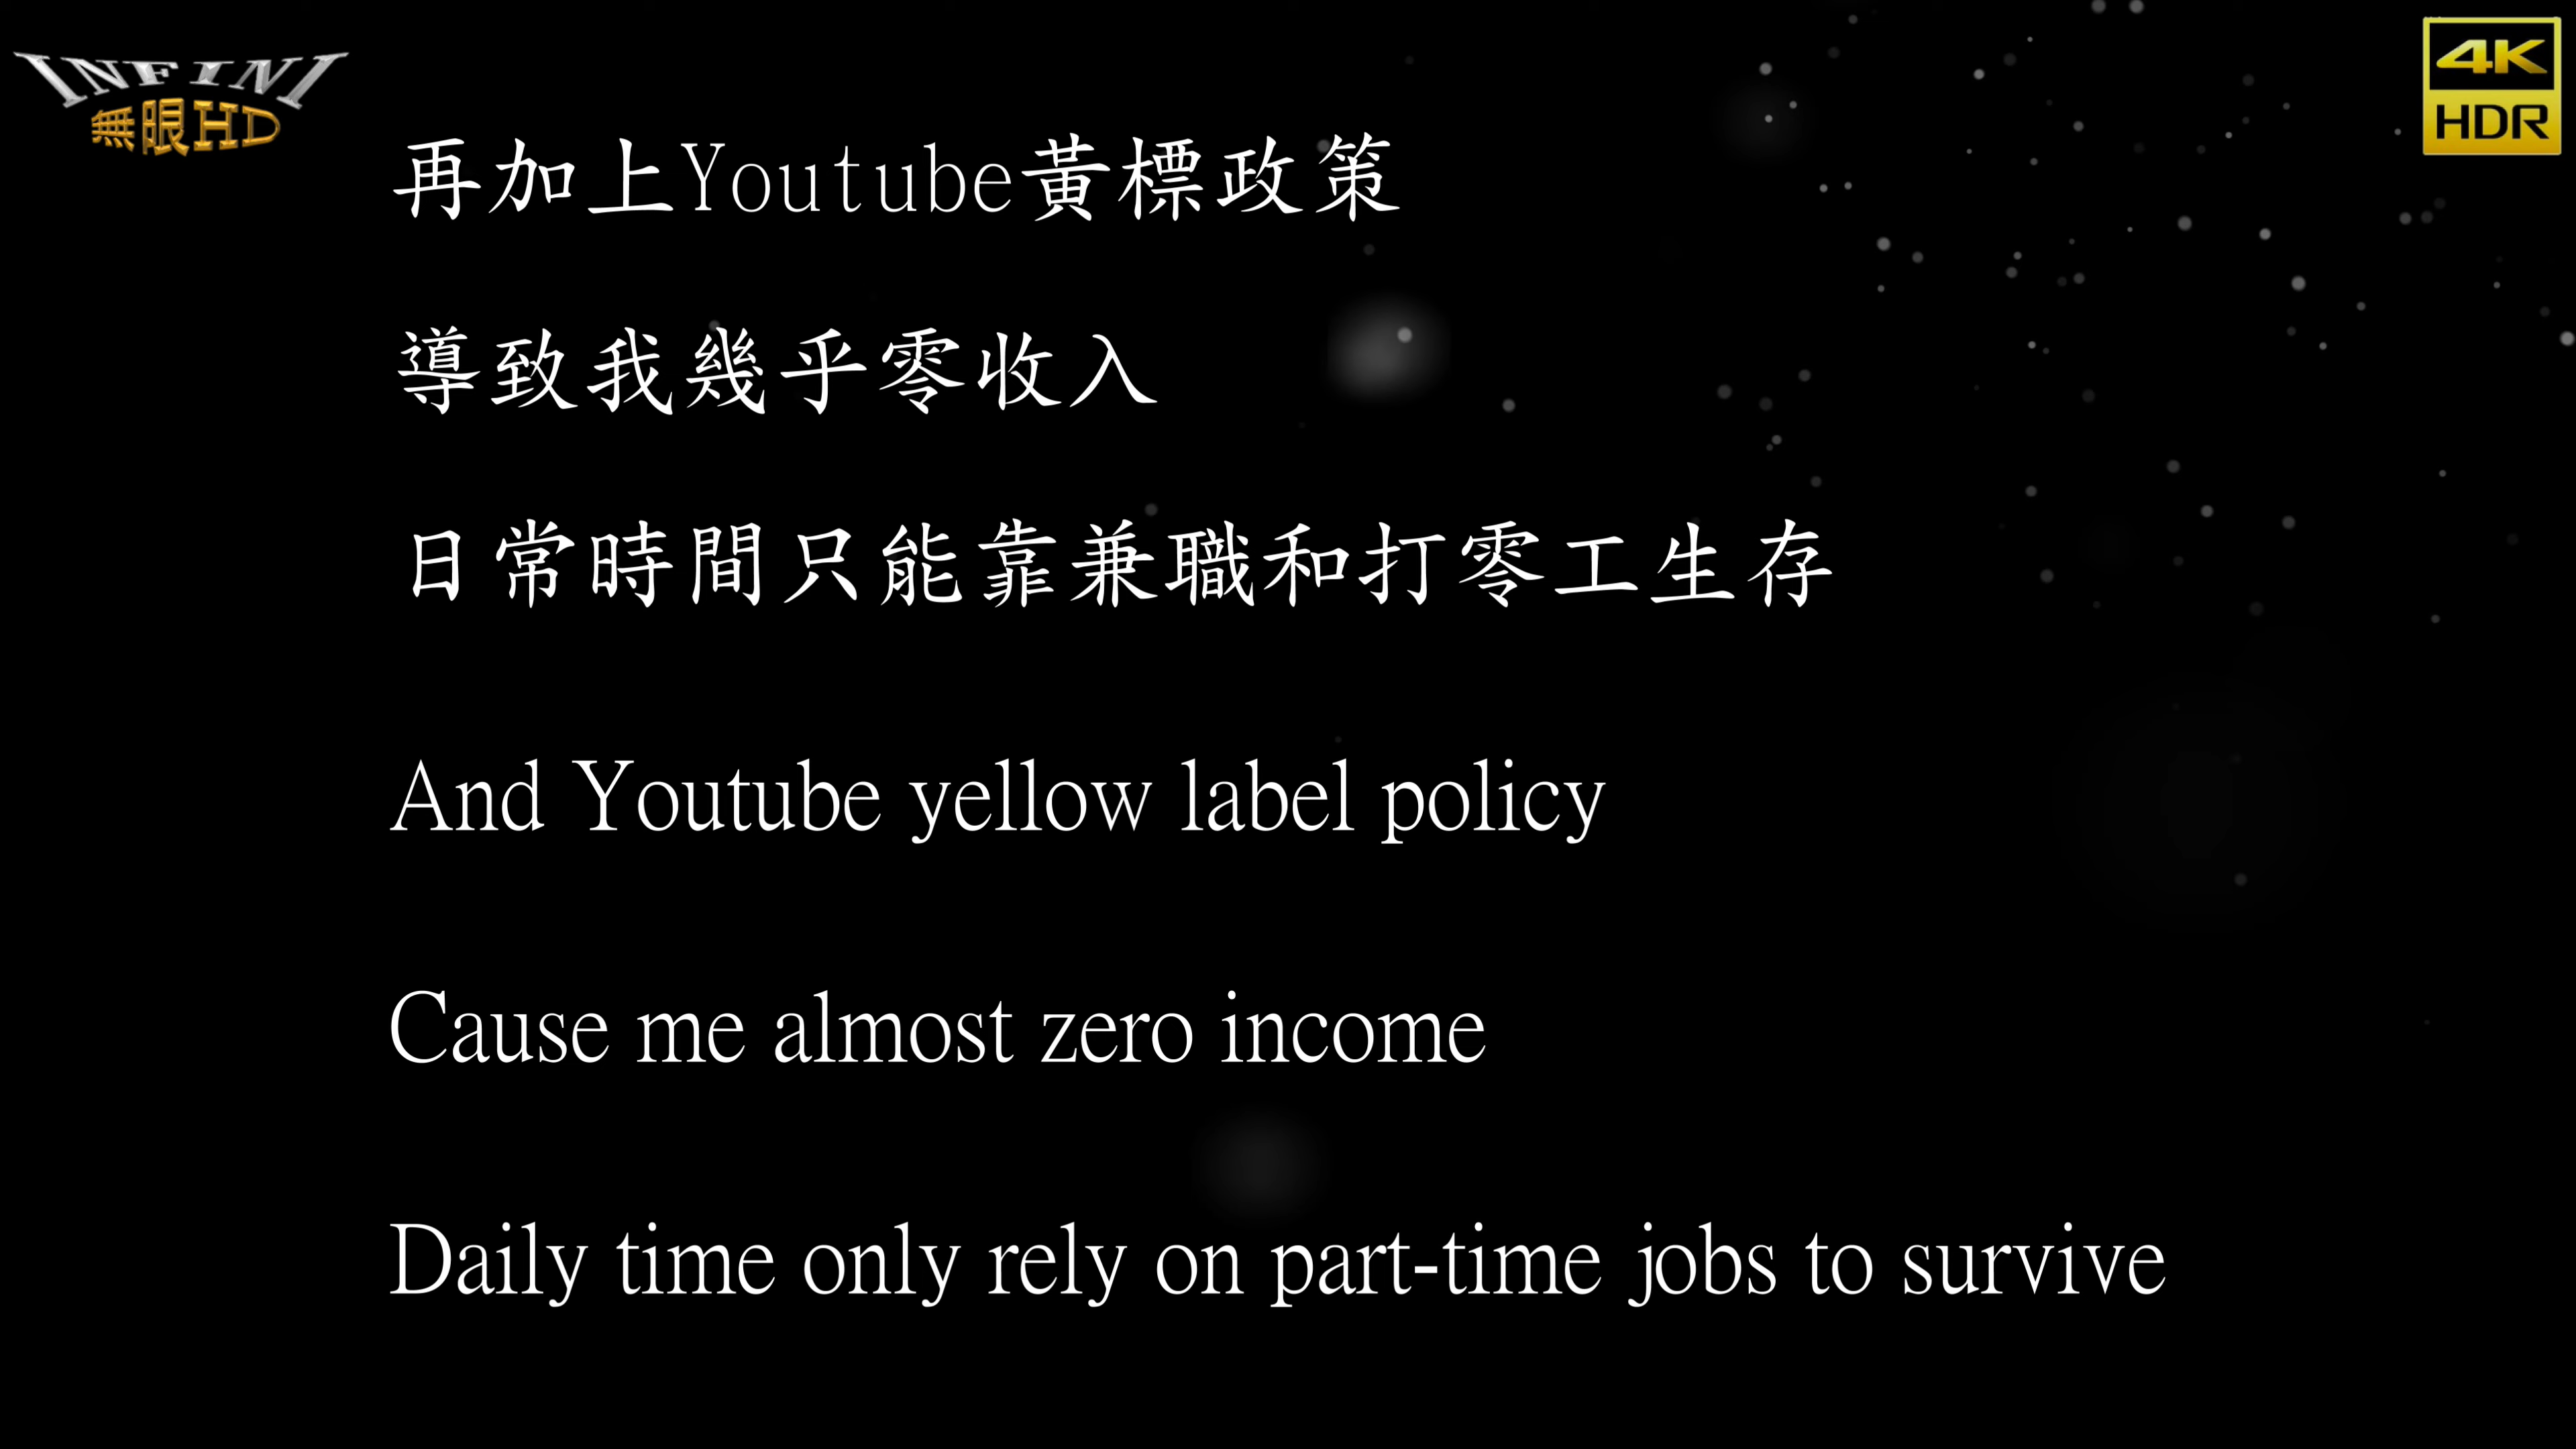 INFINI
無限HD
4K
HDR
再加上Youtube黃標政策
導致我幾乎零收入
日常時間只能靠兼職和打零工生存
And Youtube yellow label policy
Cause me almost zero income
Daily time only rely on part-time jobs to survive